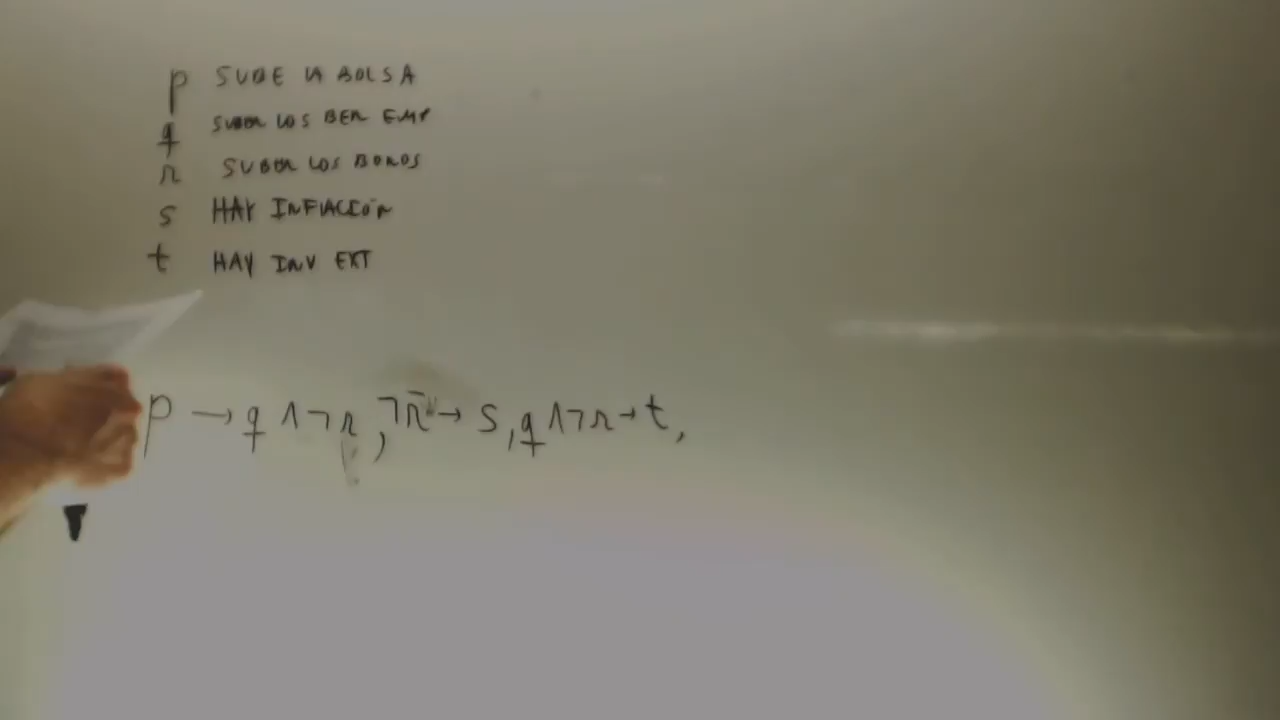 p SUBE LA BOLSA
q SUBEN LOS BEN EMP
r SUBEN LOS BONOS
s HAY INFLACIÓN
t HAY INV EXT
p → q ∧ ¬ r, ¬ r → s, q ∧ ¬ r → t,